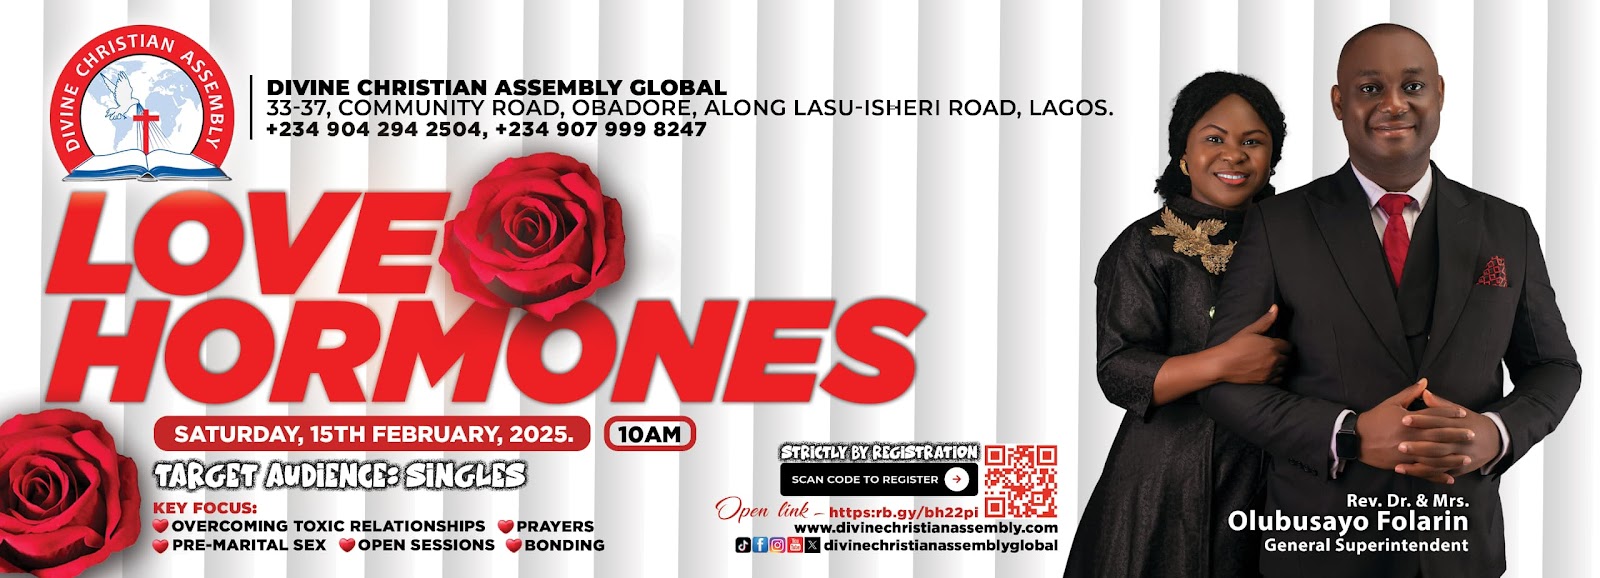 DIVINE CHRISTIAN ASSEMBLY
DIVINE CHRISTIAN ASSEMBLY GLOBAL
33-37, COMMUNITY ROAD, OBADORE, ALONG LASU-ISHERI ROAD, LAGOS.
+234 904 294 2504, +234 907 999 8247
LOVE
HORMONES
SATURDAY, 15TH FEBRUARY, 2025. 10AM
TARGET AUDIENCE: SINGLES
KEY FOCUS:
OVERCOMING TOXIC RELATIONSHIPS PRAYERS
PRE-MARITAL SEX OPEN SESSIONS BONDING
STRICTLY BY REGISTRATION
SCAN CODE TO REGISTER
Open link - https:rb.gy/bh22pi
www.divinechristianassembly.com
divinechristianassemblyglobal
Rev. Dr. & Mrs.
Olubusayo Folarin
General Superintendent